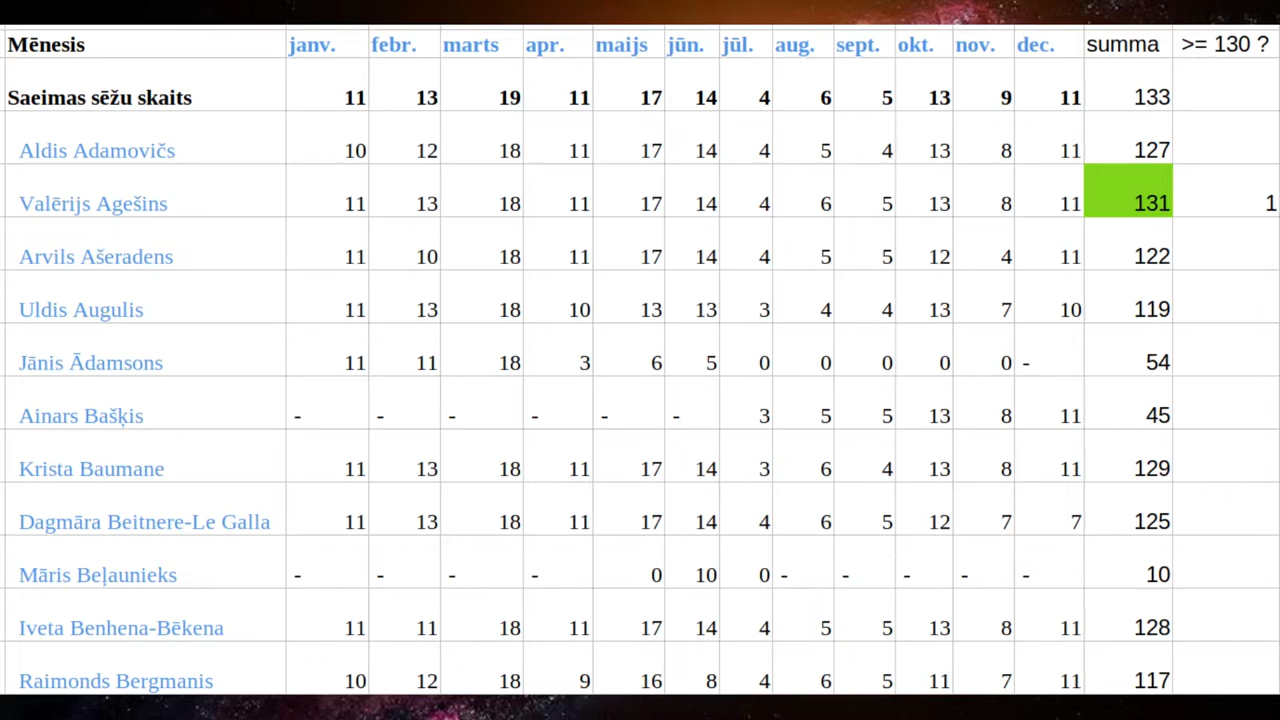 Mēnesis janv. febr. marts apr. maijs jūn. jūl. aug. sept. okt. nov. dec. summa >= 130 ?
Saeimas sēžu skaits 11 13 19 11 17 14 4 6 5 13 9 11 133
Aldis Adamovičs 10 12 18 11 17 14 4 5 4 13 8 11 127
Valērijs Agešins 11 13 18 11 17 14 4 6 5 13 8 11 131 1
Arvils Ašeradens 11 10 18 11 17 14 4 5 5 12 4 11 122
Uldis Augulis 11 13 18 10 13 13 3 4 4 13 7 10 119
Jānis Ādamsons 11 11 18 3 6 5 0 0 0 0 0 - 54
Ainars Bašķis - - - - - - 3 5 5 13 8 11 45
Krista Baumane 11 13 18 11 17 14 3 6 4 13 8 11 129
Dagmāra Beitnere-Le Galla 11 13 18 11 17 14 4 6 5 12 7 7 125
Māris Beļaunieks - - - - 0 10 0 - - - - - 10
Iveta Benhena-Bēkena 11 11 18 11 17 14 4 5 5 13 8 11 128
Raimonds Bergmanis 10 12 18 9 16 8 4 6 5 11 7 11 117